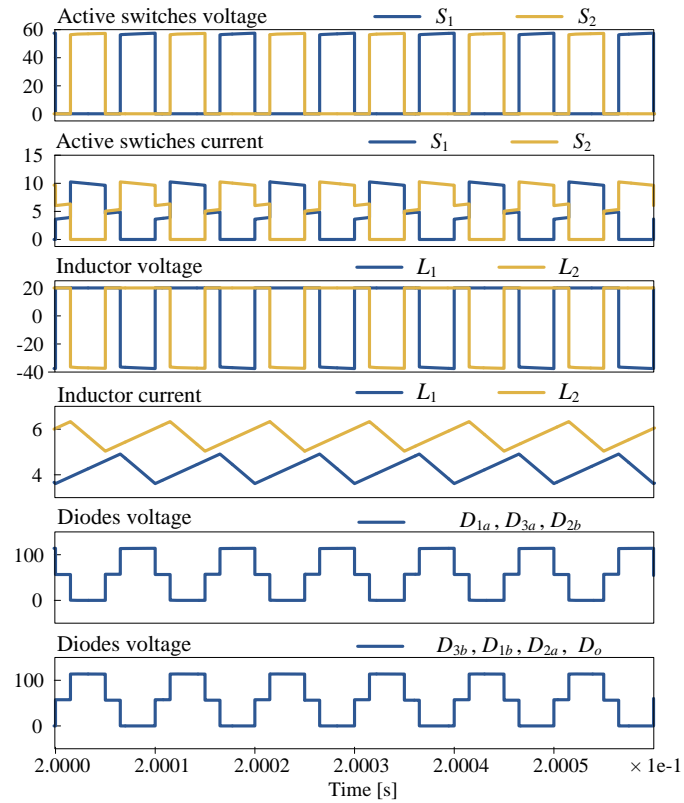 Active switches voltage S1 S2
60
30
0
Active swtiches current S1 S2
15
10
5
0
Inductor voltage L1 L2
20
0
-20
-40
Inductor current L1 L2
6
4
Diodes voltage D1a , D3a , D2b
100
0
Diodes voltage D3b , D1b , D2a , Do
100
0
2.0000 2.0001 2.0002 2.0003 2.0004 2.0005 × 1e-1
Time [s]